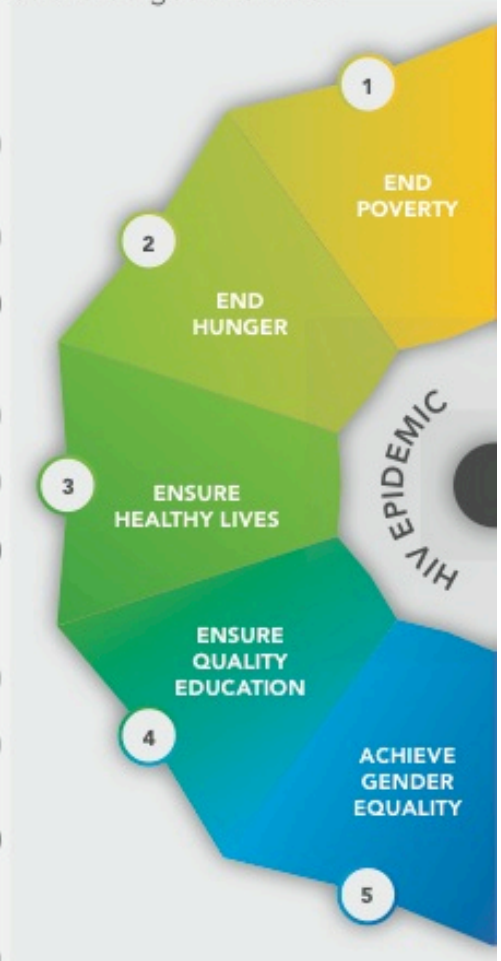 1
END
POVERTY
2
END
HUNGER
3
ENSURE
HEALTHY LIVES
4
ENSURE
QUALITY
EDUCATION
5
ACHIEVE
GENDER
EQUALITY
HIV EPIDEMIC